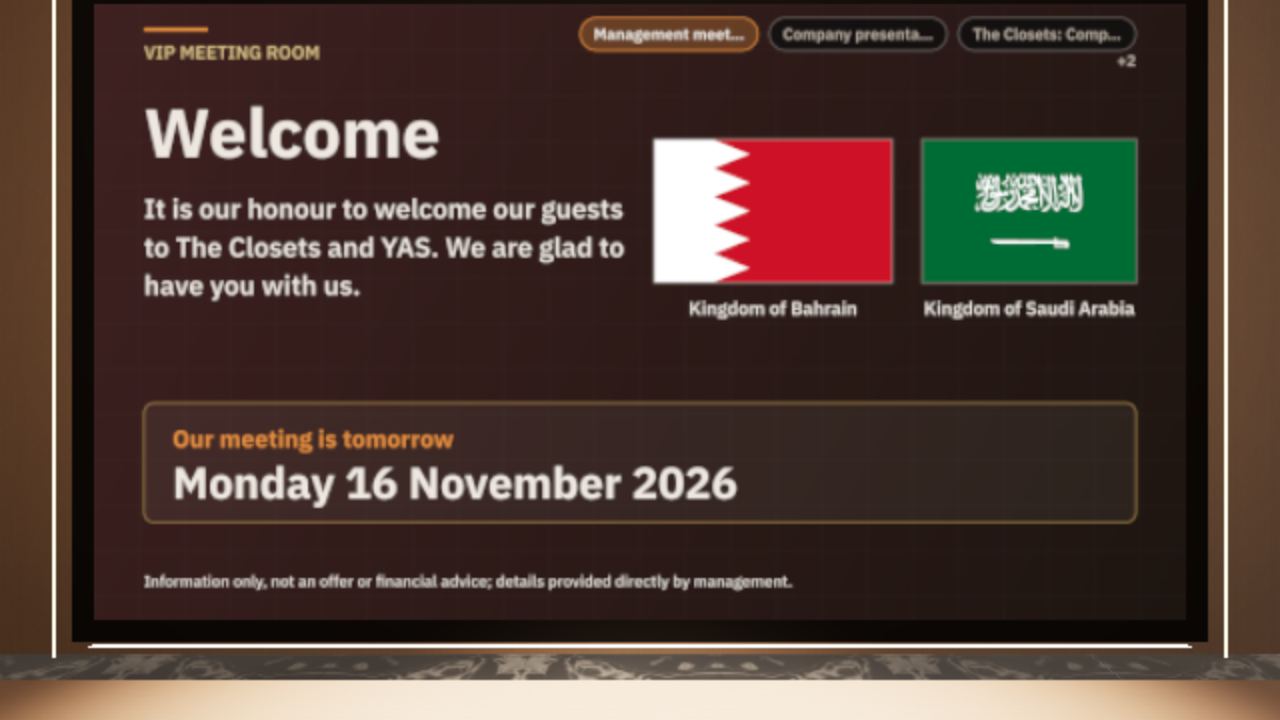 VIP MEETING ROOM
Management meet...
Company presenta...
The Closets: Comp...
+2
Welcome
It is our honour to welcome our guests
to The Closets and YAS. We are glad to
have you with us.
Kingdom of Bahrain
Kingdom of Saudi Arabia
Our meeting is tomorrow
Monday 16 November 2026
Information only, not an offer or financial advice; details provided directly by management.